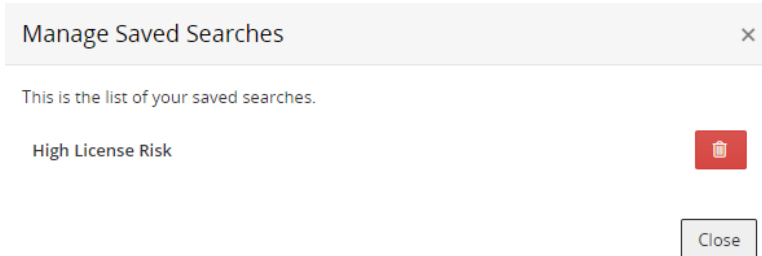 Manage Saved Searches
This is the list of your saved searches.
High License Risk
Close